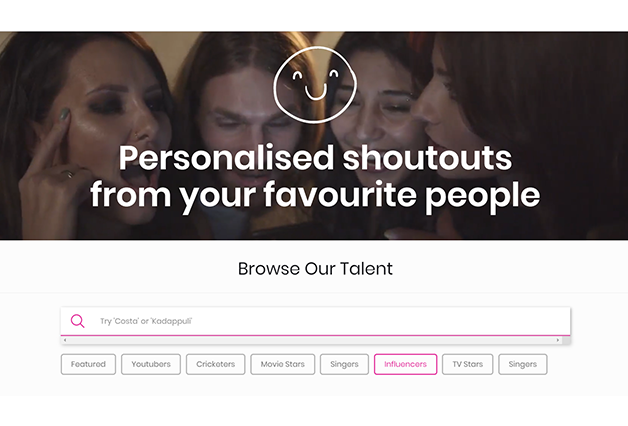 Personalised shoutouts
from your favourite people
Browse Our Talent
Try 'Costa' or 'Kadappuli'
Featured
Youtubers
Cricketers
Movie Stars
Singers
Influencers
TV Stars
Singers